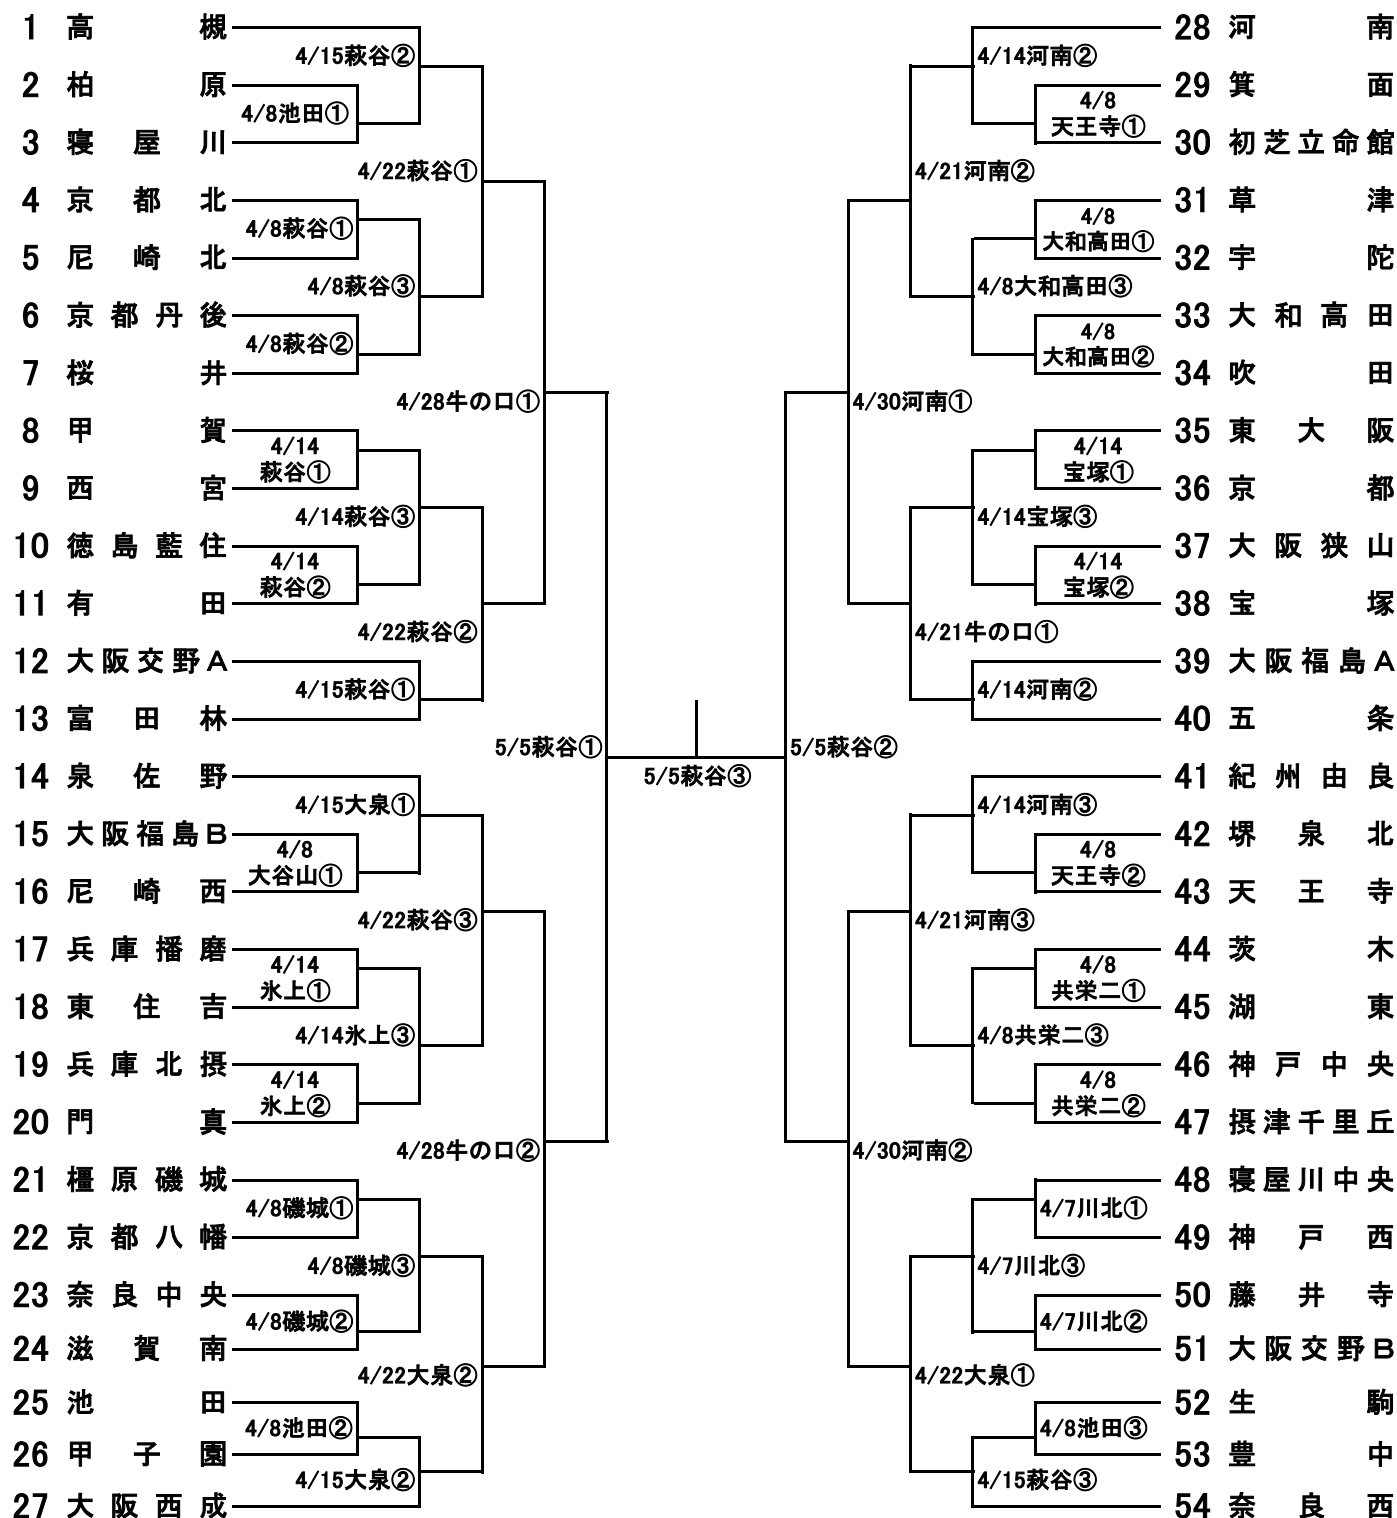 1 高槻
4/15萩谷②
2 柏原
4/8池田①
3 寝屋川
4/22萩谷①
4 京都北
4/8萩谷①
5 尼崎北
4/8萩谷③
6 京都丹後
4/8萩谷②
7 桜井
4/28牛の口①
8 甲賀
4/14
萩谷①
9 西宮
4/14萩谷③
10 徳島藍住
4/14
萩谷②
11 有田
4/22萩谷②
12 大阪交野A
4/15萩谷①
13 富田林
5/5萩谷①
14 泉佐野
4/15大泉①
15 大阪福島B
4/8
大谷山①
16 尼崎西
4/22萩谷③
17 兵庫播磨
4/14
氷上①
18 東住吉
4/14氷上③
19 兵庫北摂
4/14
氷上②
20 門真
4/28牛の口②
21 橿原磯城
4/8磯城①
22 京都八幡
4/8磯城③
23 奈良中央
4/8磯城②
24 滋賀南
4/22大泉②
25 池田
4/8池田②
26 甲子園
4/15大泉②
27 大阪西成
5/5萩谷③
28 河南
4/14河南②
29 箕面
4/8
天王寺①
30 初芝立命館
4/21河南②
31 草津
4/8
大和高田①
32 宇陀
4/8大和高田③
33 大和高田
4/8
大和高田②
34 吹田
4/30河南①
35 東大阪
4/14
宝塚①
36 京都
4/14宝塚③
37 大阪狭山
4/14
宝塚②
38 宝塚
4/21牛の口①
39 大阪福島A
4/14河南②
40 五条
5/5萩谷②
41 紀州由良
4/14河南③
42 堺泉北
4/8
天王寺②
43 天王寺
4/21河南③
44 茨木
4/8
共栄二①
45 湖東
4/8共栄二③
46 神戸中央
4/8
共栄二②
47 摂津千里丘
4/30河南②
48 寝屋川中央
4/7川北①
49 神戸西
4/7川北③
50 藤井寺
4/7川北②
51 大阪交野B
4/22大泉①
52 生駒
4/8池田③
53 豊中
4/15萩谷③
54 奈良西